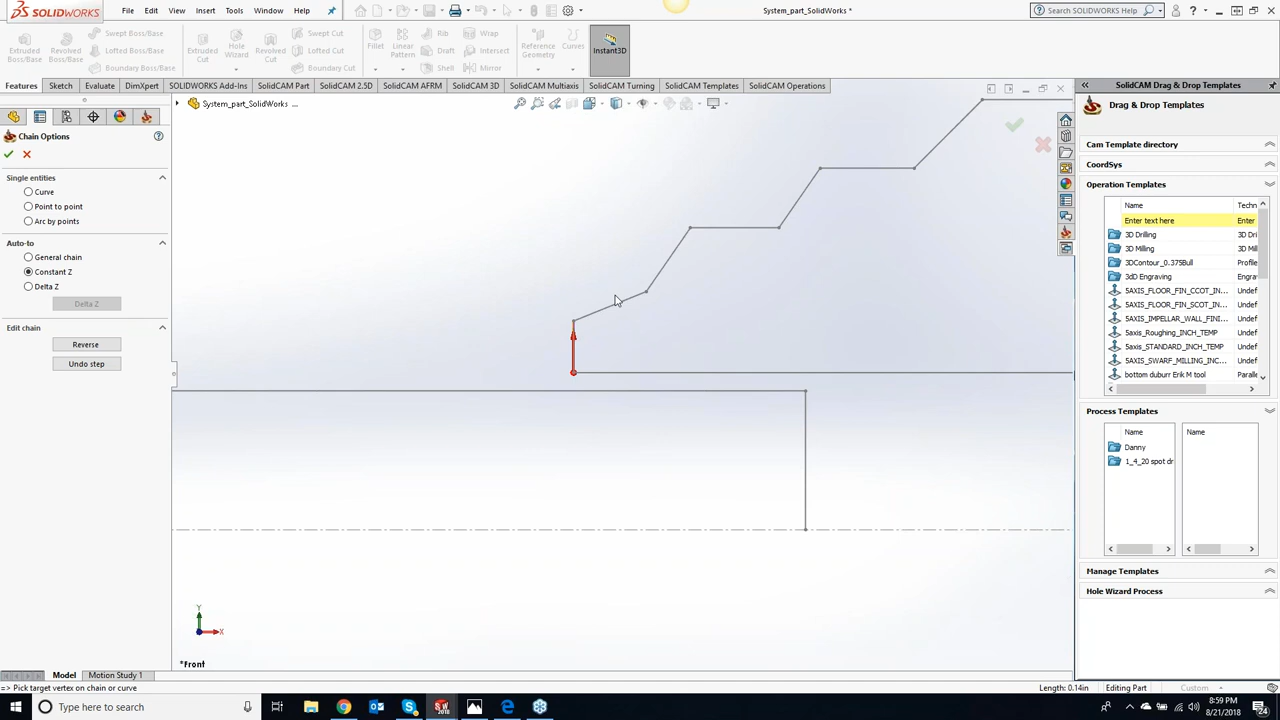 SOLIDWORKS
File Edit View Insert Tools Window Help
System_part_SolidWorks *
Search SOLIDWORKS Help
Extruded Boss/Base
Revolved Boss/Base
Swept Boss/Base
Lofted Boss/Base
Boundary Boss/Base
Extruded Cut
Hole Wizard
Revolved Cut
Swept Cut
Lofted Cut
Boundary Cut
Fillet
Linear Pattern
Rib
Draft
Shell
Wrap
Intersect
Mirror
Reference Geometry
Curves
Instant3D
Features Sketch Evaluate DimXpert SOLIDWORKS Add-Ins SolidCAM Part SolidCAM 2.5D SolidCAM AFRM SolidCAM 3D SolidCAM Multiaxis SolidCAM Turning SolidCAM Templates SolidCAM Operations
System_part_SolidWorks ...
Chain Options
Single entities
Curve
Point to point
Arc by points
Auto-to
General chain
Constant Z
Delta Z
Delta Z
Edit chain
Reverse
Undo step
Y
X
*Front
SolidCAM Drag & Drop Templates
Drag & Drop Templates
Cam Template directory
CoordSys
Operation Templates
Name Techn
Enter text here Enter
3D Drilling 3D Dri
3D Milling 3D Mill
3DContour_0.375Bull Profile
3dD Engraving Engra
5AXIS_FLOOR_FIN_CCOT_IN... Undef
5AXIS_FLOOR_FIN_COOT_IN... Undef
5AXIS_IMPELLAR_WALL_FINI... Undef
5axis_Roughing_INCH_TEMP Undef
5axis_STANDARD_INCH_TEMP Undef
5AXIS_SWARF_MILLING_INC... Undef
bottom duburr Erik M tool Paralle
Process Templates
Name Name
Danny
1_4_20 spot dr
Manage Templates
Hole Wizard Process
Model Motion Study 1
=> Pick target vertex on chain or curve
Length: 0.14in Editing Part Custom
Type here to search
8:59 PM
8/21/2018
24